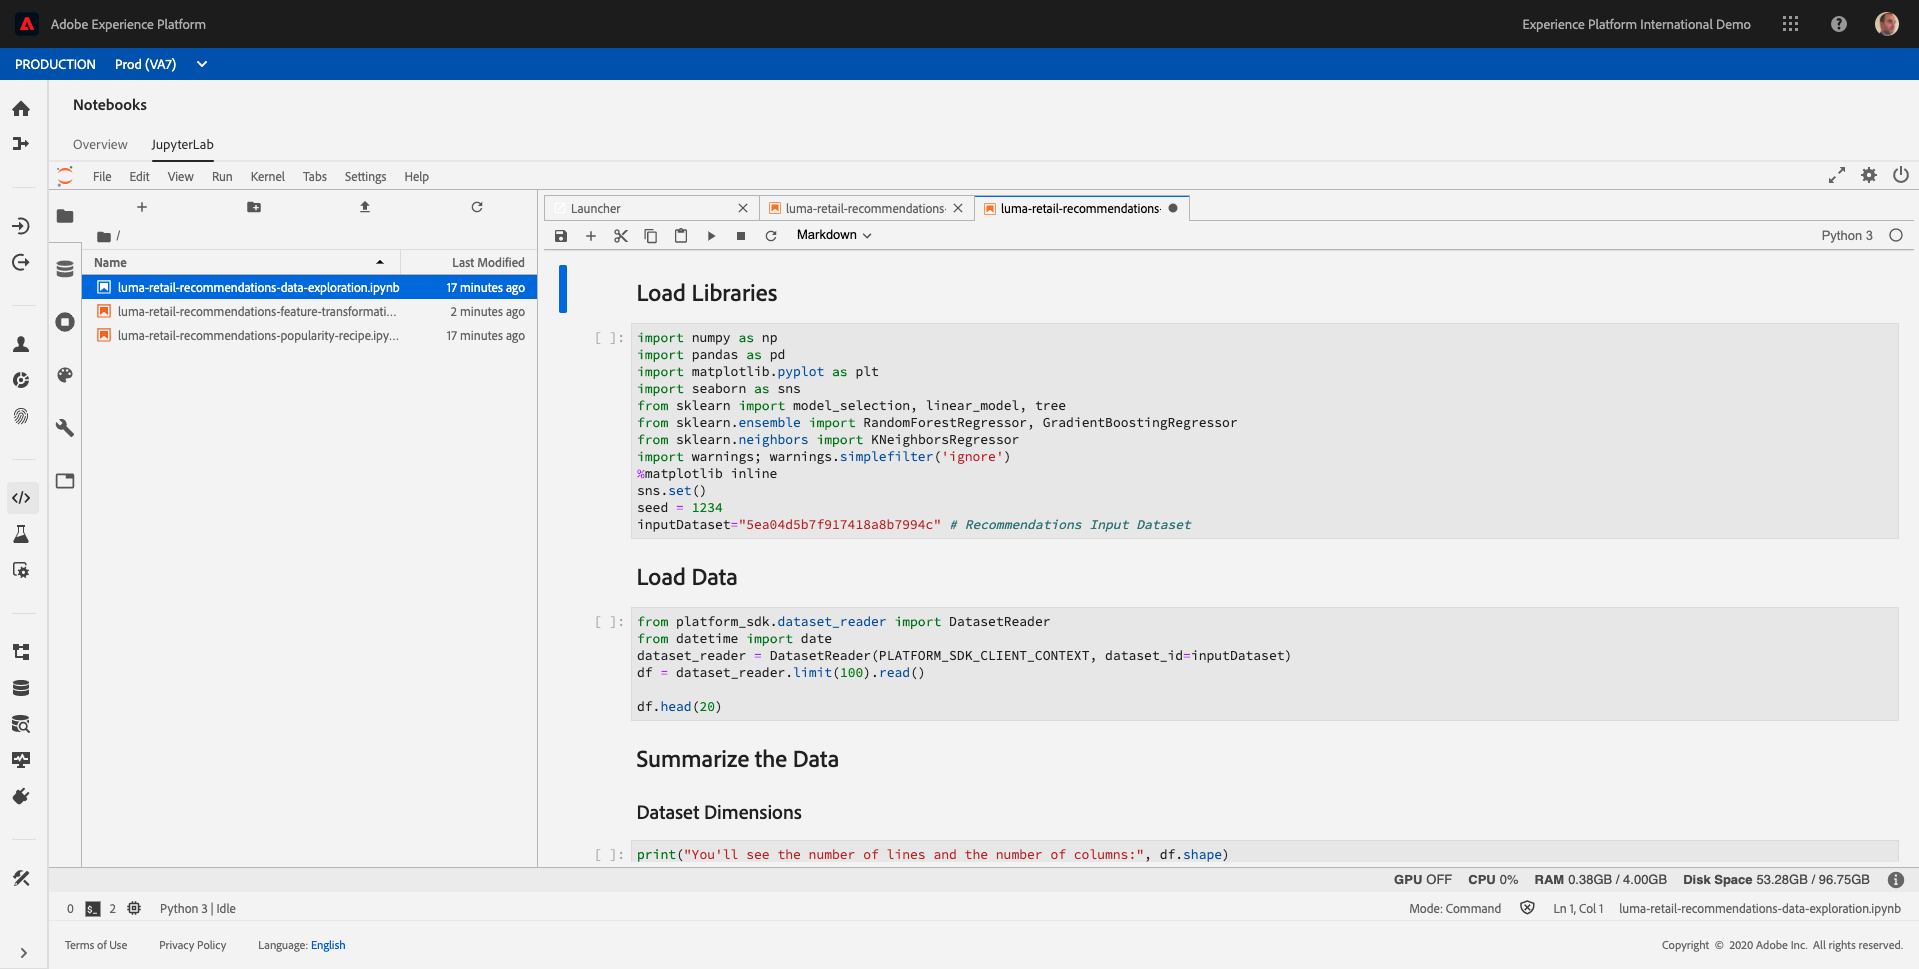 Adobe Experience Platform
Experience Platform International Demo
PRODUCTION Prod (VA7)
Notebooks
Overview JupyterLab
File Edit View Run Kernel Tabs Settings Help
/
Name Last Modified
luma-retail-recommendations-data-exploration.ipynb 17 minutes ago
luma-retail-recommendations-feature-transformati... 2 minutes ago
luma-retail-recommendations-popularity-recipe.ipy... 17 minutes ago
Launcher luma-retail-recommendations- luma-retail-recommendations-
Markdown
Python 3
Load Libraries
[ ]:
import numpy as np
import pandas as pd
import matplotlib.pyplot as plt
import seaborn as sns
from sklearn import model_selection, linear_model, tree
from sklearn.ensemble import RandomForestRegressor, GradientBoostingRegressor
from sklearn.neighbors import KNeighborsRegressor
import warnings; warnings.simplefilter('ignore')
%matplotlib inline
sns.set()
seed = 1234
inputDataset="5ea04d5b7f917418a8b7994c" # Recommendations Input Dataset
Load Data
[ ]:
from platform_sdk.dataset_reader import DatasetReader
from datetime import date
dataset_reader = DatasetReader(PLATFORM_SDK_CLIENT_CONTEXT, dataset_id=inputDataset)
df = dataset_reader.limit(100).read()
df.head(20)
Summarize the Data
Dataset Dimensions
[ ]:
print("You'll see the number of lines and the number of columns:", df.shape)
GPU OFF CPU 0% RAM 0.38GB / 4.00GB Disk Space 53.28GB / 96.75GB
0 $_ 2 Python 3 | Idle
Mode: Command Ln 1, Col 1 luma-retail-recommendations-data-exploration.ipynb
Terms of Use Privacy Policy Language: English
Copyright © 2020 Adobe Inc. All rights reserved.